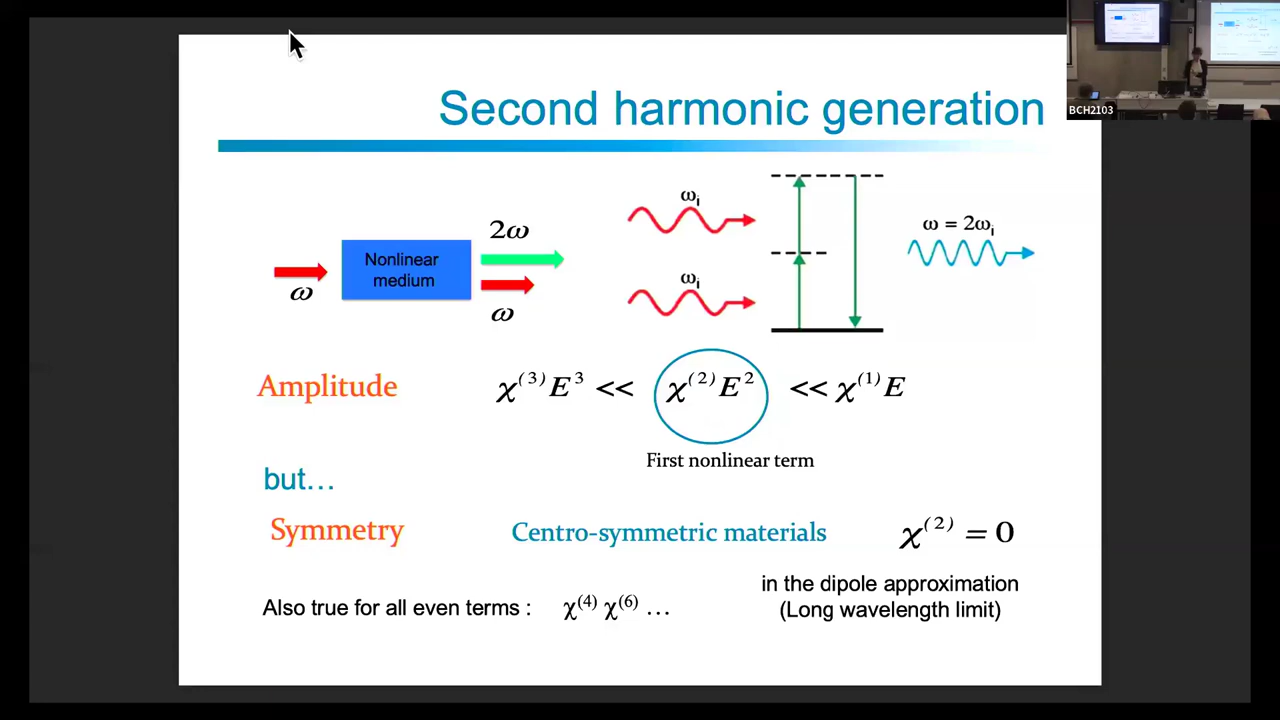 BCH2103
Second harmonic generation
ω
Nonlinear
medium
2ω
ω
ωi
ωi
ω = 2ωi
Amplitude
χ(3)E3 << χ(2)E2 << χ(1)E
First nonlinear term
but...
Symmetry
Centro-symmetric materials
χ(2) = 0
in the dipole approximation
(Long wavelength limit)
Also true for all even terms : χ(4) χ(6) ...